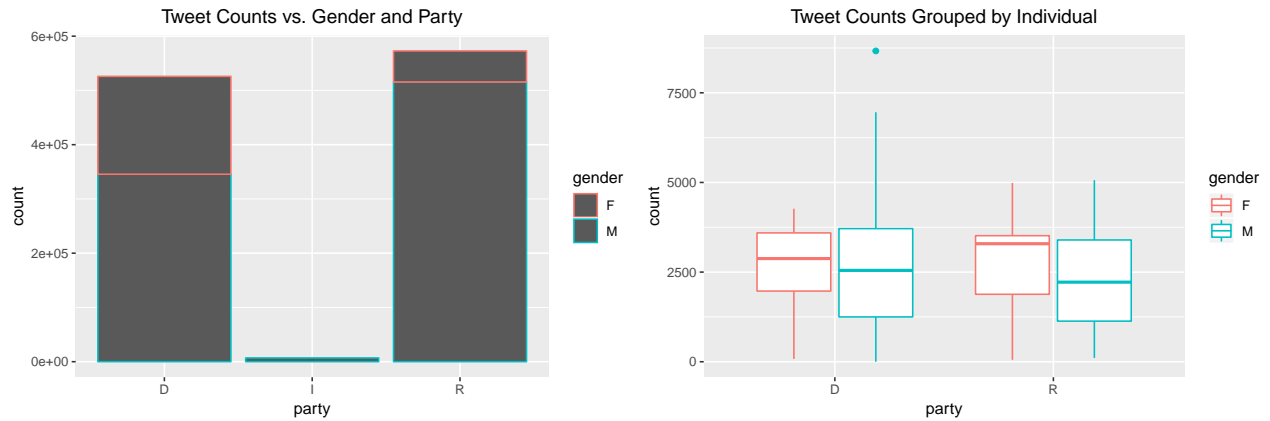 Tweet Counts vs. Gender and Party
6e+05
4e+05
2e+05
0e+00
count
D
I
R
party
gender
F
M
Tweet Counts Grouped by Individual
7500
5000
2500
0
count
D
R
party
gender
F
M